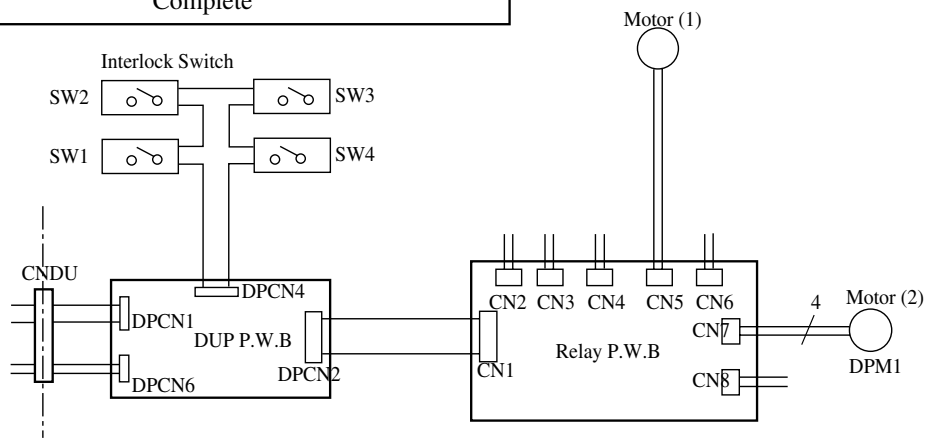 Complete
Motor (1)
Interlock Switch
SW2
SW3
SW1
SW4
CNDU
DPCN4
DPCN1
DUP P.W.B
DPCN2
DPCN6
CN2
CN3
CN4
CN5
CN6
CN1
Relay P.W.B
CN7
CN8
4
Motor (2)
DPM1